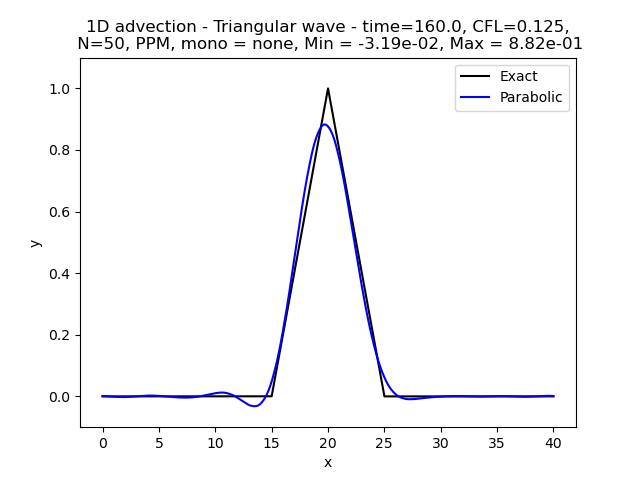 1D advection - Triangular wave - time=160.0, CFL=0.125,
N=50, PPM, mono = none, Min = -3.19e-02, Max = 8.82e-01
Exact
Parabolic
1.0
0.8
0.6
0.4
0.2
0.0
y
0 5 10 15 20 25 30 35 40
x